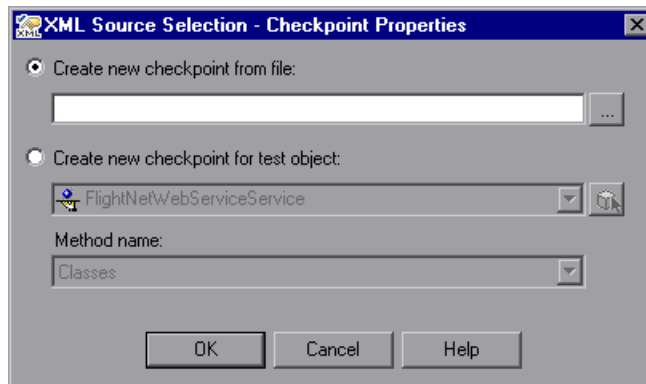 XML Source Selection - Checkpoint Properties
XML
Create new checkpoint from file:
...
Create new checkpoint for test object:
FlightNetWebServiceService
Method name:
Classes
OK Cancel Help